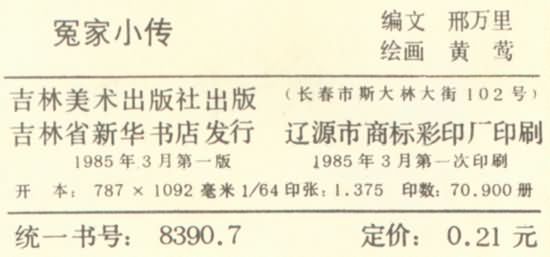 冤家小传
编文 邢万里
绘画 黄莺
吉林美术出版社出版 (长春市斯大林大街102号)
吉林省新华书店发行 辽源市商标彩印厂印刷
1985年3月第一版 1985年3月第一次印刷
开本: 787×1092毫米1/64 印张:1.375 印数:70.900册
统一书号: 8390.7 定价: 0.21元